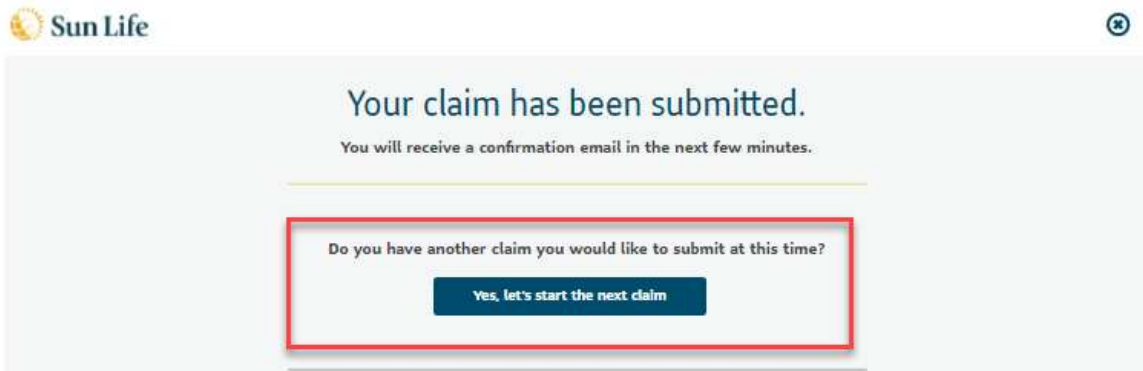 Sun Life
Your claim has been submitted.
You will receive a confirmation email in the next few minutes.
Do you have another claim you would like to submit at this time?
Yes, let's start the next claim